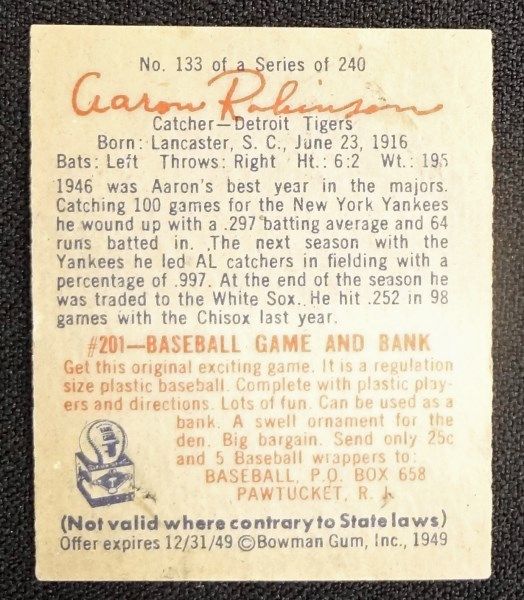 No. 133 of a Series of 240
Aaron Robinson
Catcher—Detroit Tigers
Born: Lancaster, S. C., June 23, 1916
Bats: Left Throws: Right Ht.: 6:2 Wt.: 195
1946 was Aaron's best year in the majors.
Catching 100 games for the New York Yankees
he wound up with a .297 batting average and 64
runs batted in. The next season with the
Yankees he led AL catchers in fielding with a
percentage of .997. At the end of the season he
was traded to the White Sox. He hit .252 in 98
games with the Chisox last year.
#201—BASEBALL GAME AND BANK
Get this original exciting game. It is a regulation
size plastic baseball. Complete with plastic play-
ers and directions. Lots of fun. Can be used as a
bank. A swell ornament for the
den. Big bargain. Send only 25c
and 5 Baseball wrappers to:
BASEBALL, P.O. BOX 658
PAWTUCKET, R. I.
(Not valid where contrary to State laws)
Offer expires 12/31/49 ©Bowman Gum, Inc., 1949